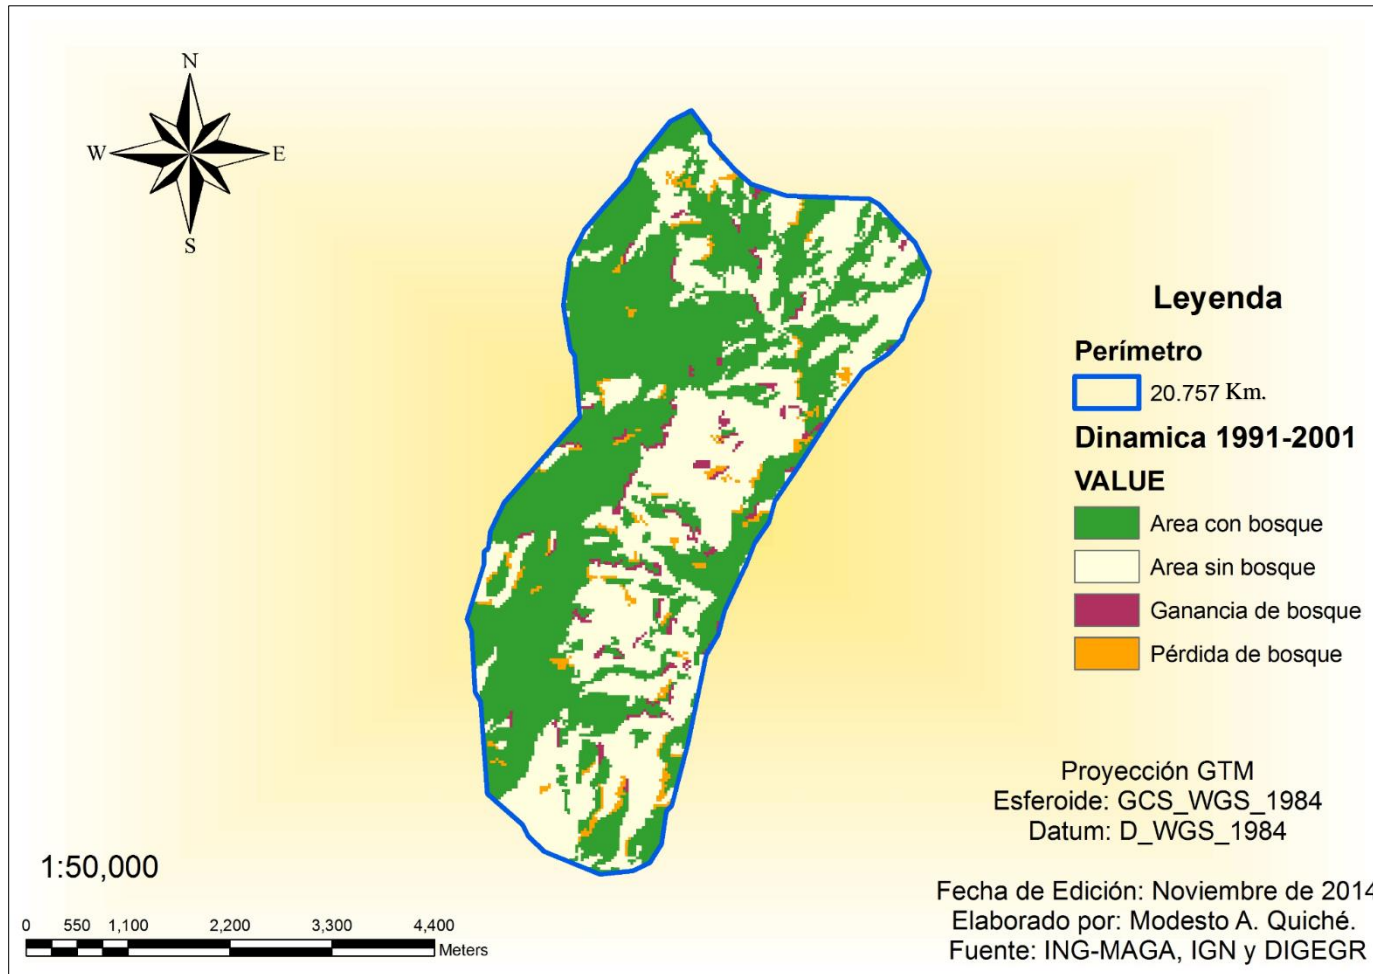 N
W
E
S
Leyenda
Perímetro
20.757 Km.
Dinamica 1991-2001
VALUE
Area con bosque
Area sin bosque
Ganancia de bosque
Pérdida de bosque
Proyección GTM
Esferoide: GCS_WGS_1984
Datum: D_WGS_1984
1:50,000
0 550 1,100 2,200 3,300 4,400
Meters
Fecha de Edición: Noviembre de 2014
Elaborado por: Modesto A. Quiché.
Fuente: ING-MAGA, IGN y DIGEGR